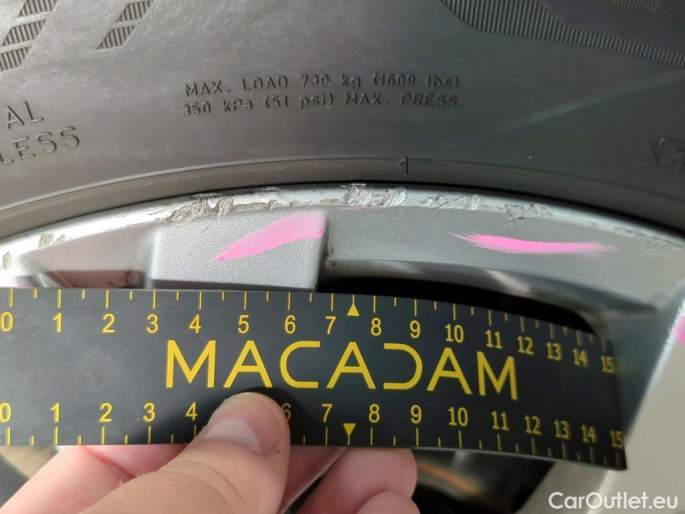 MAX. LOAD 730 kg (1609 lbs)
350 kPa (51 psi) MAX. PRESS.
AL
LESS
0 1 2 3 4 5 6 7 8 9 10 11 12 13 14 15
MACADAM
0 1 2 3 4 6 7 8 9 10 11 12 13 14 15
CarOutlet.eu